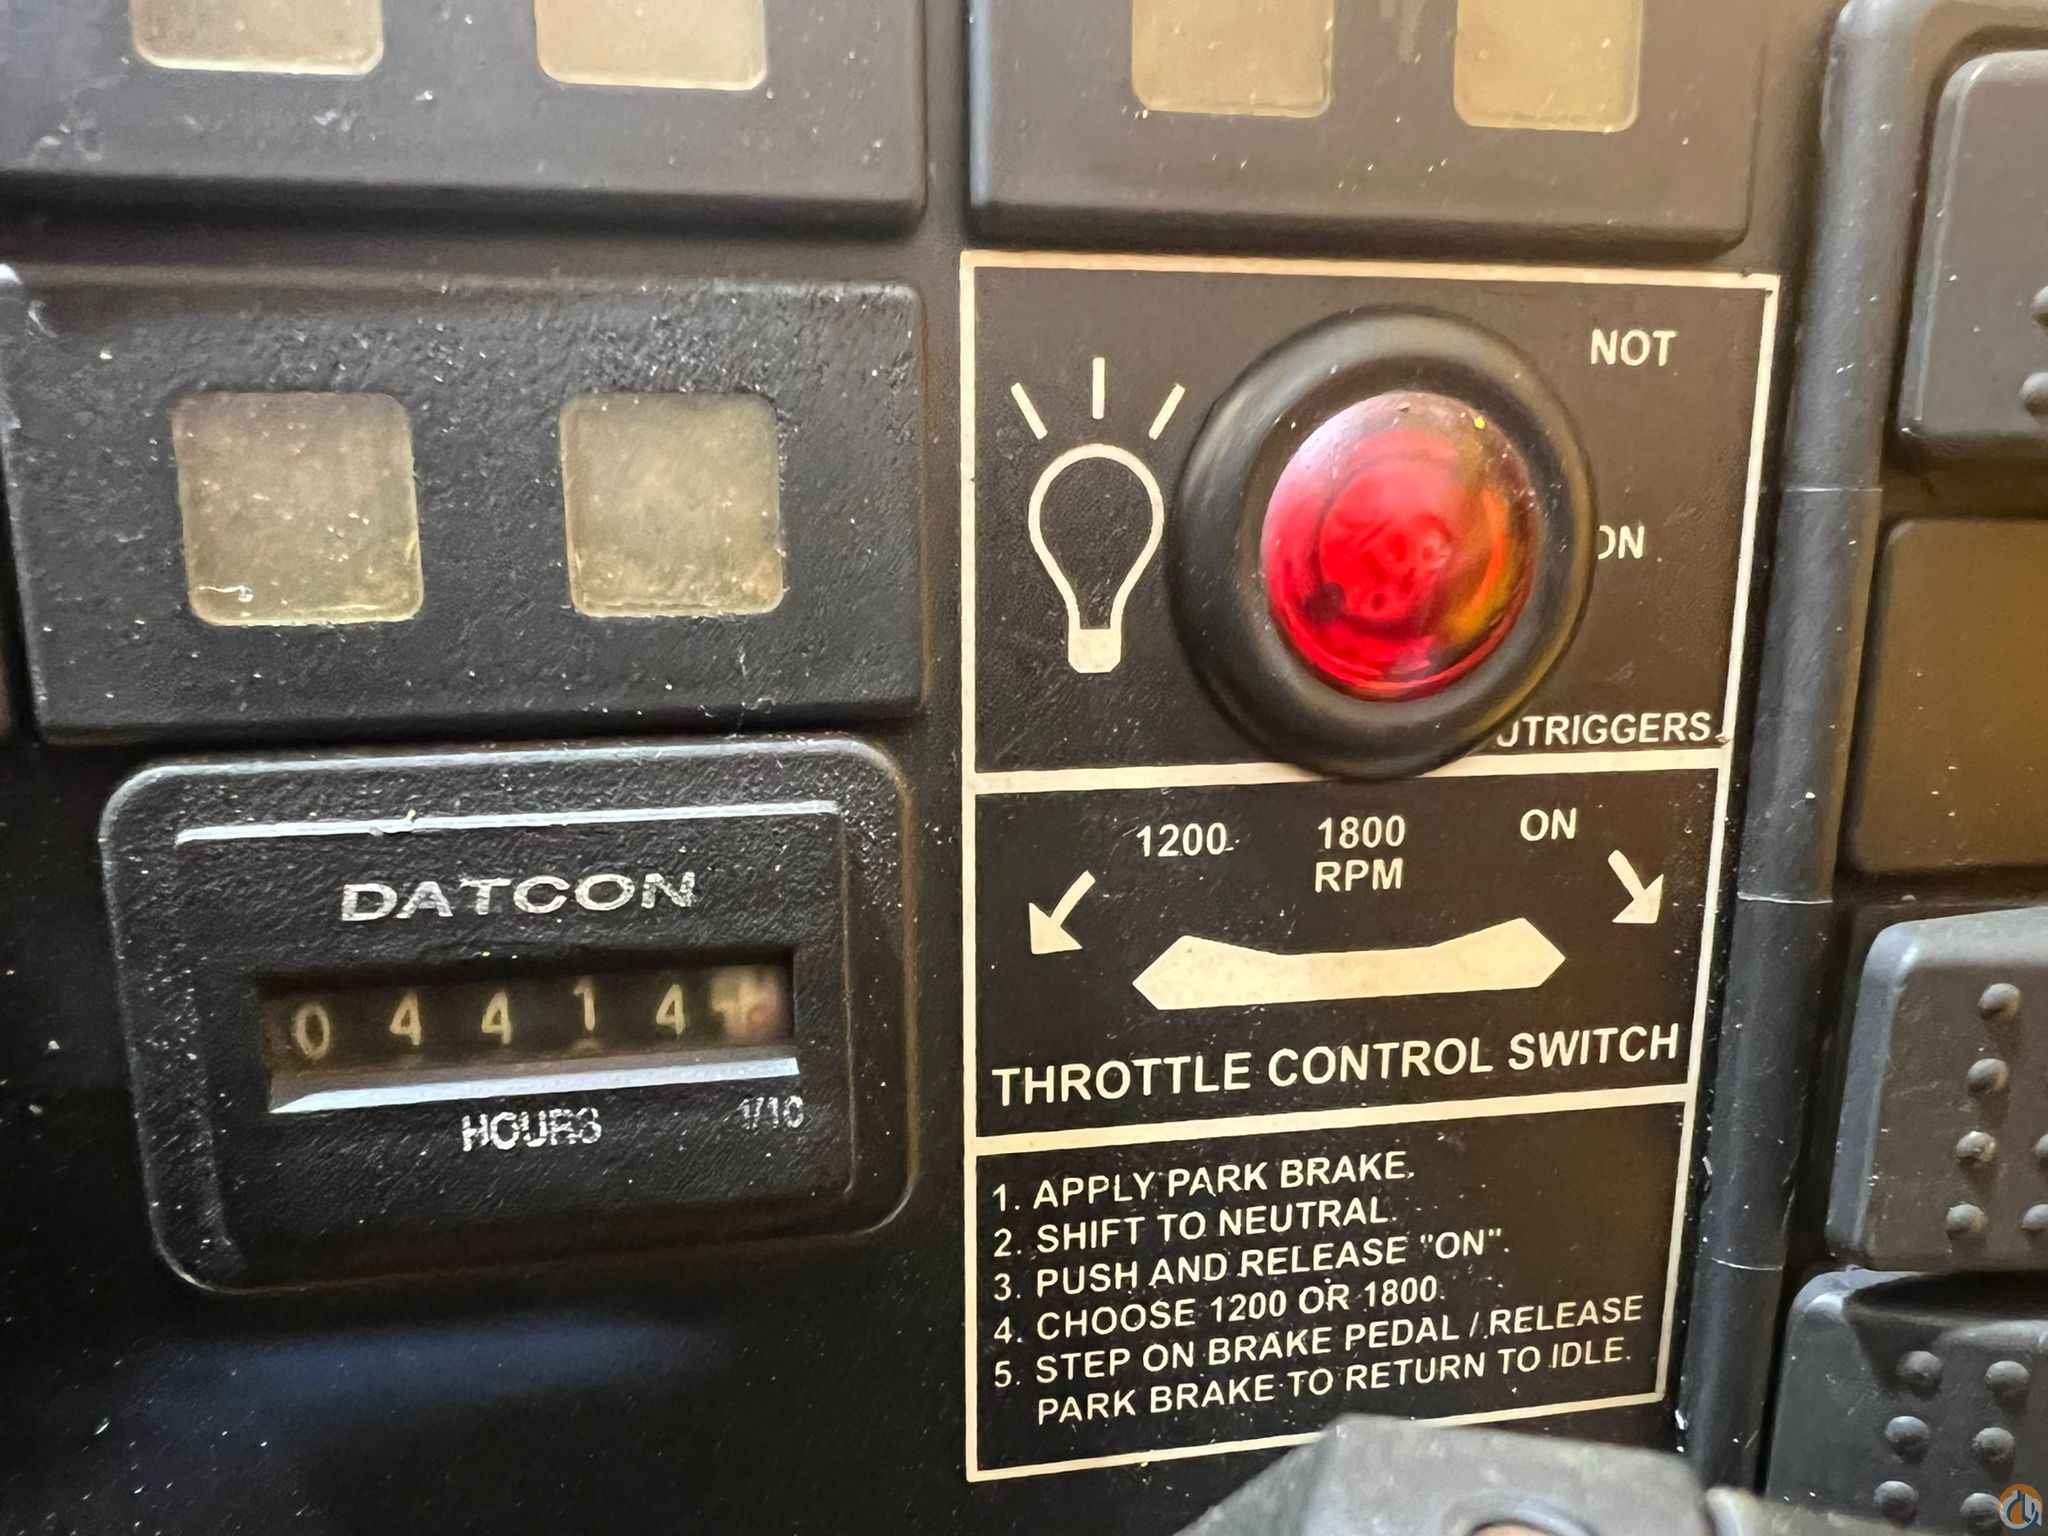 DATCON
0 4 4 1 4
HOURS 1/10
NOT
ON
UTRIGGERS
1200 1800 ON
RPM
THROTTLE CONTROL SWITCH
1. APPLY PARK BRAKE.
2. SHIFT TO NEUTRAL.
3. PUSH AND RELEASE "ON".
4. CHOOSE 1200 OR 1800.
5. STEP ON BRAKE PEDAL / RELEASE
PARK BRAKE TO RETURN TO IDLE.